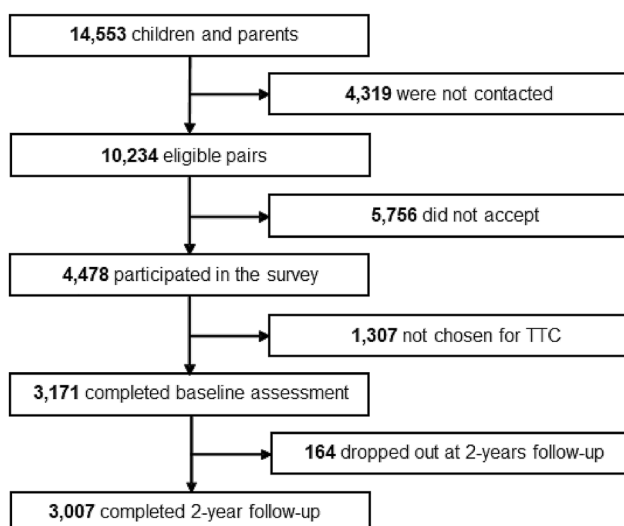 14,553 children and parents
4,319 were not contacted
10,234 eligible pairs
5,756 did not accept
4,478 participated in the survey
1,307 not chosen for TTC
3,171 completed baseline assessment
164 dropped out at 2-years follow-up
3,007 completed 2-year follow-up